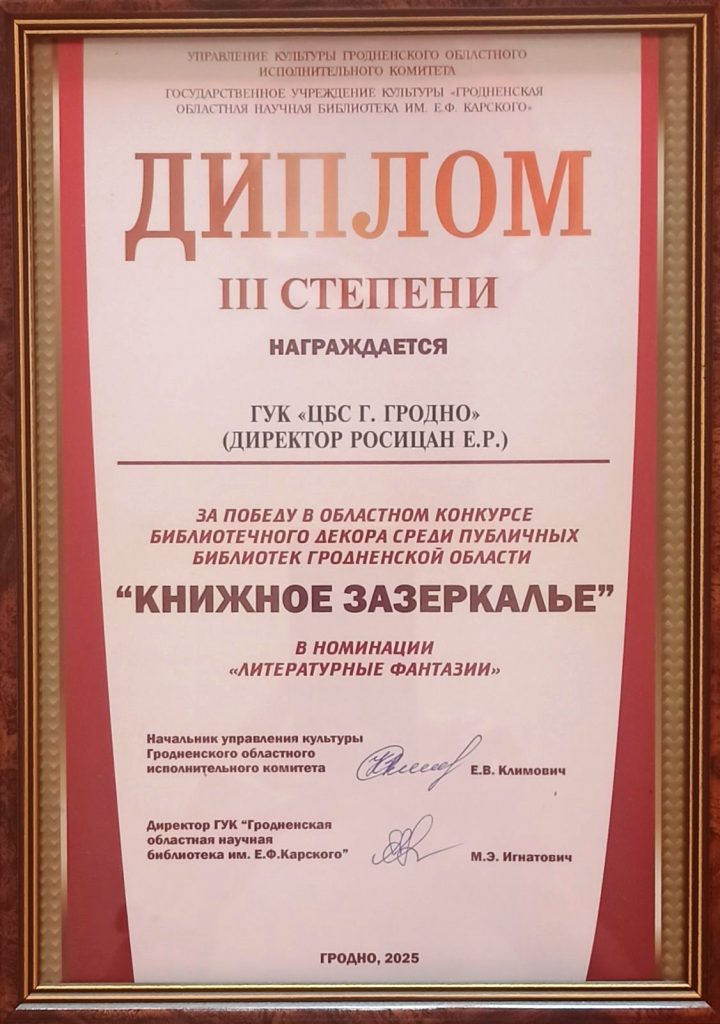 УПРАВЛЕНИЕ КУЛЬТУРЫ ГРОДНЕНСКОГО ОБЛАСТНОГО
ИСПОЛНИТЕЛЬНОГО КОМИТЕТА
ГОСУДАРСТВЕННОЕ УЧРЕЖДЕНИЕ КУЛЬТУРЫ «ГРОДНЕНСКАЯ
ОБЛАСТНАЯ НАУЧНАЯ БИБЛИОТЕКА ИМ. Е.Ф. КАРСКОГО»
ДИПЛОМ
III СТЕПЕНИ
НАГРАЖДАЕТСЯ
ГУК «ЦБС Г. ГРОДНО»
(ДИРЕКТОР РОСИЦАН Е.Р.)
ЗА ПОБЕДУ В ОБЛАСТНОМ КОНКУРСЕ
БИБЛИОТЕЧНОГО ДЕКОРА СРЕДИ ПУБЛИЧНЫХ
БИБЛИОТЕК ГРОДНЕНСКОЙ ОБЛАСТИ
“КНИЖНОЕ ЗАЗЕРКАЛЬЕ”
В НОМИНАЦИИ
«ЛИТЕРАТУРНЫЕ ФАНТАЗИИ»
Начальник управления культуры
Гродненского областного
исполнительного комитета Е.В. Климович
Директор ГУК “Гродненская
областная научная
библиотека им. Е.Ф.Карского” М.Э. Игнатович
ГРОДНО, 2025